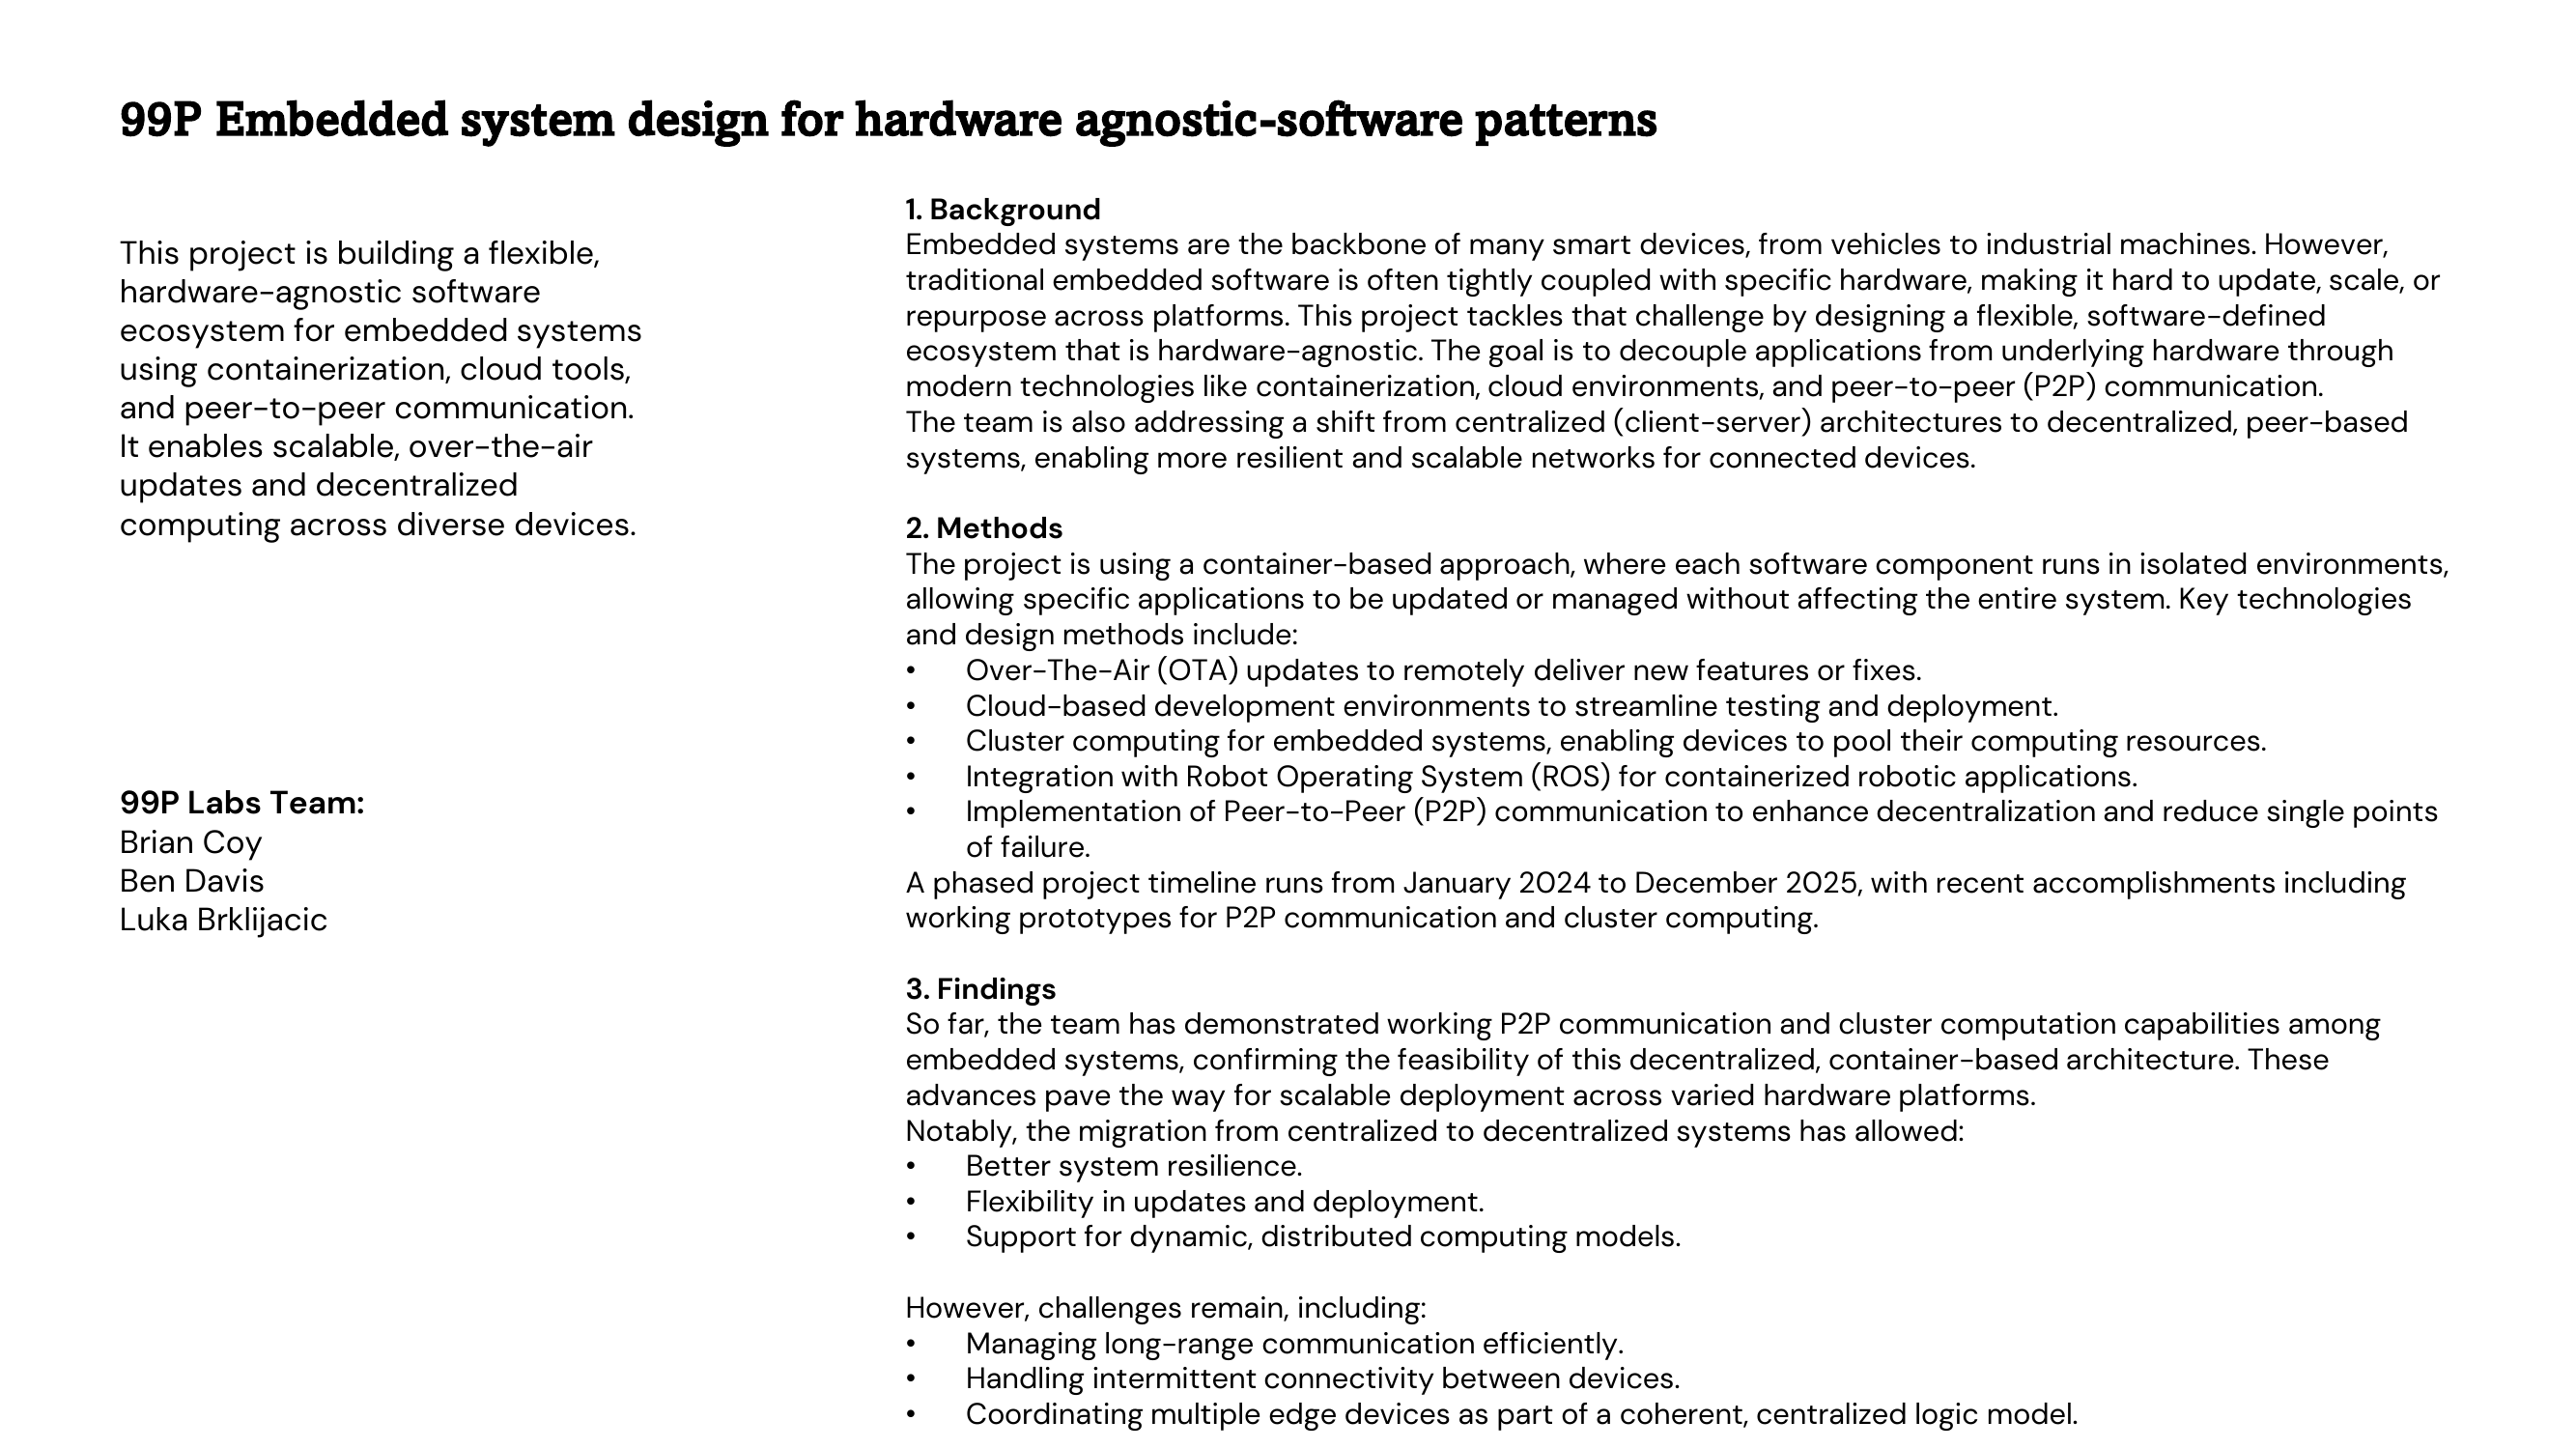 99P Embedded system design for hardware agnostic-software patterns
This project is building a flexible,
hardware-agnostic software
ecosystem for embedded systems
using containerization, cloud tools,
and peer-to-peer communication.
It enables scalable, over-the-air
updates and decentralized
computing across diverse devices.
99P Labs Team:
Brian Coy
Ben Davis
Luka Brklijacic
1. Background
Embedded systems are the backbone of many smart devices, from vehicles to industrial machines. However,
traditional embedded software is often tightly coupled with specific hardware, making it hard to update, scale, or
repurpose across platforms. This project tackles that challenge by designing a flexible, software-defined
ecosystem that is hardware-agnostic. The goal is to decouple applications from underlying hardware through
modern technologies like containerization, cloud environments, and peer-to-peer (P2P) communication.
The team is also addressing a shift from centralized (client-server) architectures to decentralized, peer-based
systems, enabling more resilient and scalable networks for connected devices.
2. Methods
The project is using a container-based approach, where each software component runs in isolated environments,
allowing specific applications to be updated or managed without affecting the entire system. Key technologies
and design methods include:
• Over-The-Air (OTA) updates to remotely deliver new features or fixes.
• Cloud-based development environments to streamline testing and deployment.
• Cluster computing for embedded systems, enabling devices to pool their computing resources.
• Integration with Robot Operating System (ROS) for containerized robotic applications.
• Implementation of Peer-to-Peer (P2P) communication to enhance decentralization and reduce single points
of failure.
A phased project timeline runs from January 2024 to December 2025, with recent accomplishments including
working prototypes for P2P communication and cluster computing.
3. Findings
So far, the team has demonstrated working P2P communication and cluster computation capabilities among
embedded systems, confirming the feasibility of this decentralized, container-based architecture. These
advances pave the way for scalable deployment across varied hardware platforms.
Notably, the migration from centralized to decentralized systems has allowed:
• Better system resilience.
• Flexibility in updates and deployment.
• Support for dynamic, distributed computing models.
However, challenges remain, including:
• Managing long-range communication efficiently.
• Handling intermittent connectivity between devices.
• Coordinating multiple edge devices as part of a coherent, centralized logic model.